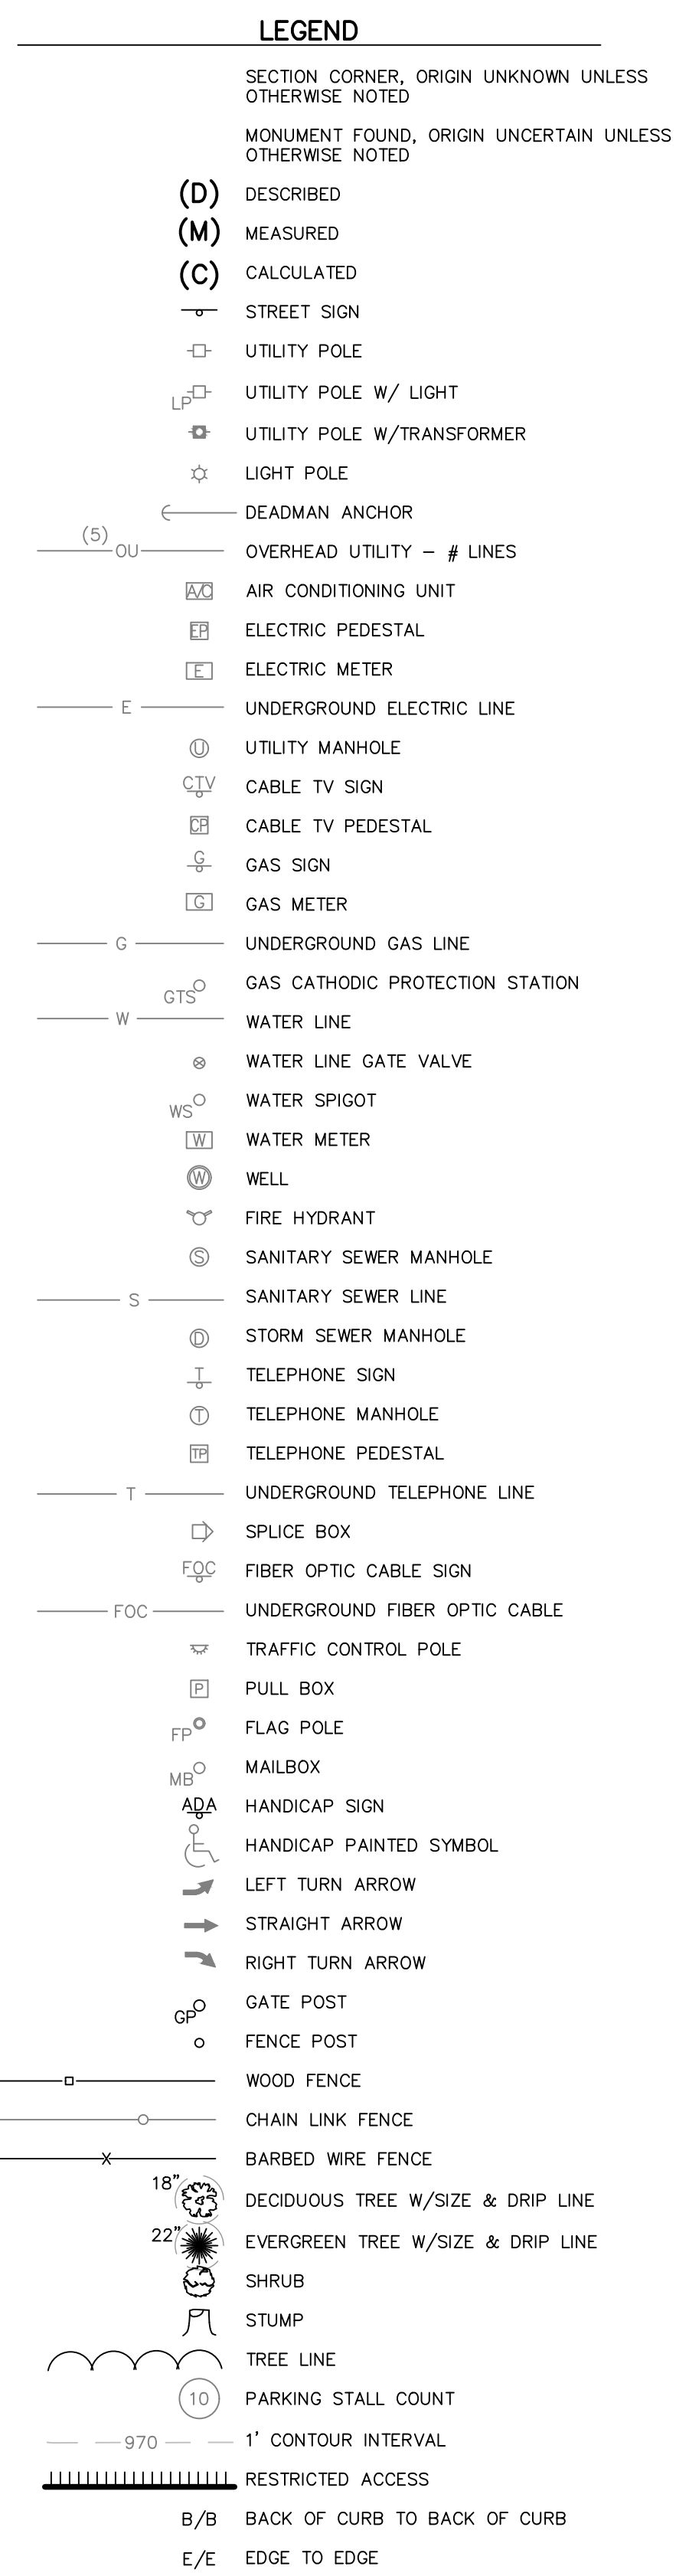 LEGEND
SECTION CORNER, ORIGIN UNKNOWN UNLESS
OTHERWISE NOTED
MONUMENT FOUND, ORIGIN UNCERTAIN UNLESS
OTHERWISE NOTED
(D) DESCRIBED
(M) MEASURED
(C) CALCULATED
STREET SIGN
UTILITY POLE
LP UTILITY POLE W/ LIGHT
UTILITY POLE W/TRANSFORMER
LIGHT POLE
DEADMAN ANCHOR
(5)
OU OVERHEAD UTILITY – # LINES
A/C AIR CONDITIONING UNIT
EP ELECTRIC PEDESTAL
E ELECTRIC METER
E UNDERGROUND ELECTRIC LINE
U UTILITY MANHOLE
CTV CABLE TV SIGN
CP CABLE TV PEDESTAL
G GAS SIGN
G GAS METER
G UNDERGROUND GAS LINE
GTS GAS CATHODIC PROTECTION STATION
W WATER LINE
WATER LINE GATE VALVE
WS WATER SPIGOT
W WATER METER
W WELL
FIRE HYDRANT
S SANITARY SEWER MANHOLE
S SANITARY SEWER LINE
D STORM SEWER MANHOLE
T TELEPHONE SIGN
T TELEPHONE MANHOLE
TP TELEPHONE PEDESTAL
T UNDERGROUND TELEPHONE LINE
SPLICE BOX
FOC FIBER OPTIC CABLE SIGN
FOC UNDERGROUND FIBER OPTIC CABLE
TRAFFIC CONTROL POLE
P PULL BOX
FP FLAG POLE
MB MAILBOX
ADA HANDICAP SIGN
HANDICAP PAINTED SYMBOL
LEFT TURN ARROW
STRAIGHT ARROW
RIGHT TURN ARROW
GP GATE POST
FENCE POST
WOOD FENCE
CHAIN LINK FENCE
BARBED WIRE FENCE
18" DECIDUOUS TREE W/SIZE & DRIP LINE
22" EVERGREEN TREE W/SIZE & DRIP LINE
SHRUB
STUMP
TREE LINE
10 PARKING STALL COUNT
970 1' CONTOUR INTERVAL
RESTRICTED ACCESS
B/B BACK OF CURB TO BACK OF CURB
E/E EDGE TO EDGE